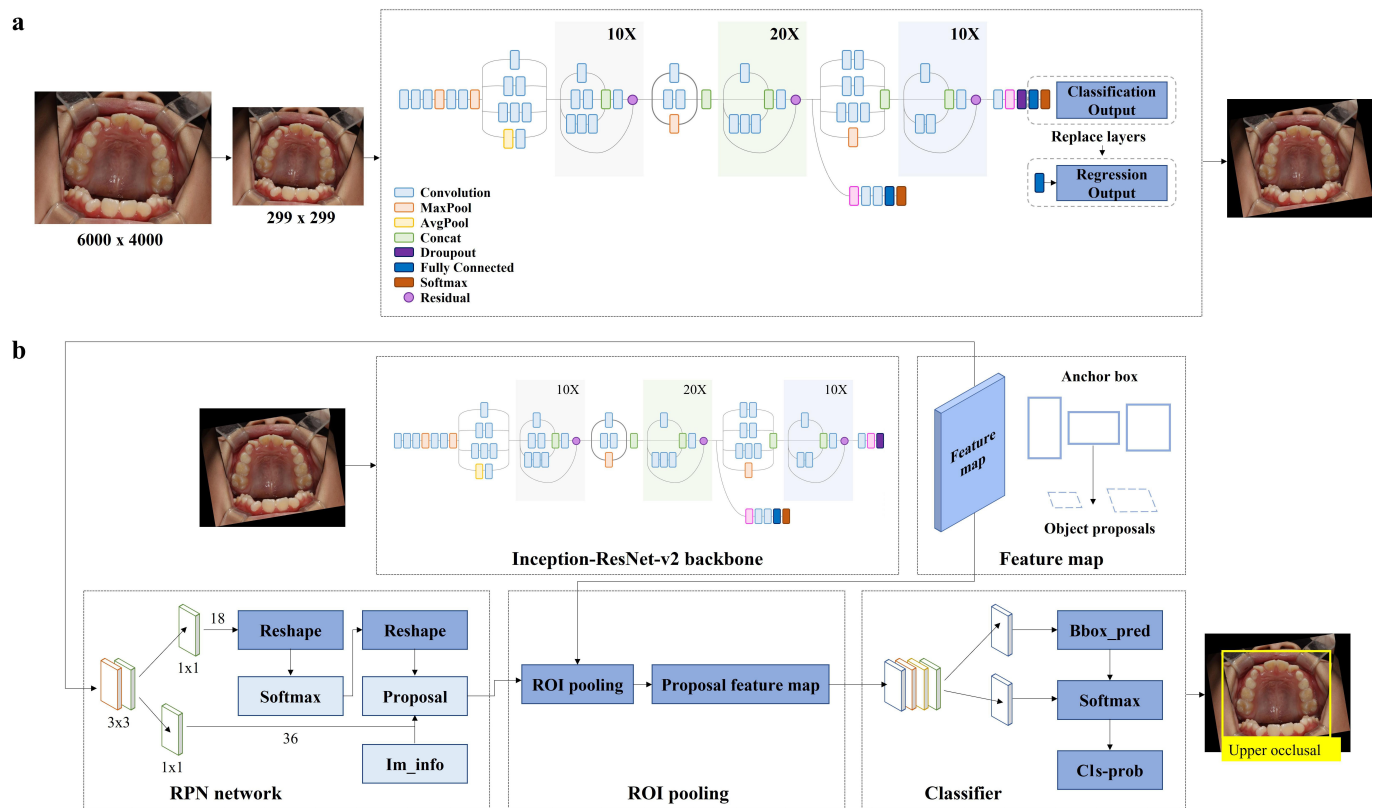 a
10X
20X
10X
Classification
Output
Replace layers
Regression
Output
6000 x 4000
299 x 299
Convolution
MaxPool
AvgPool
Concat
Droupout
Fully Connected
Softmax
Residual
b
10X
20X
10X
Inception-ResNet-v2 backbone
Feature
map
Anchor box
Object proposals
Feature map
3x3
1x1
18
1x1
36
Reshape
Softmax
Reshape
Proposal
Im_info
RPN network
ROI pooling
Proposal feature map
ROI pooling
Bbox_pred
Softmax
Cls-prob
Classifier
Upper occlusal